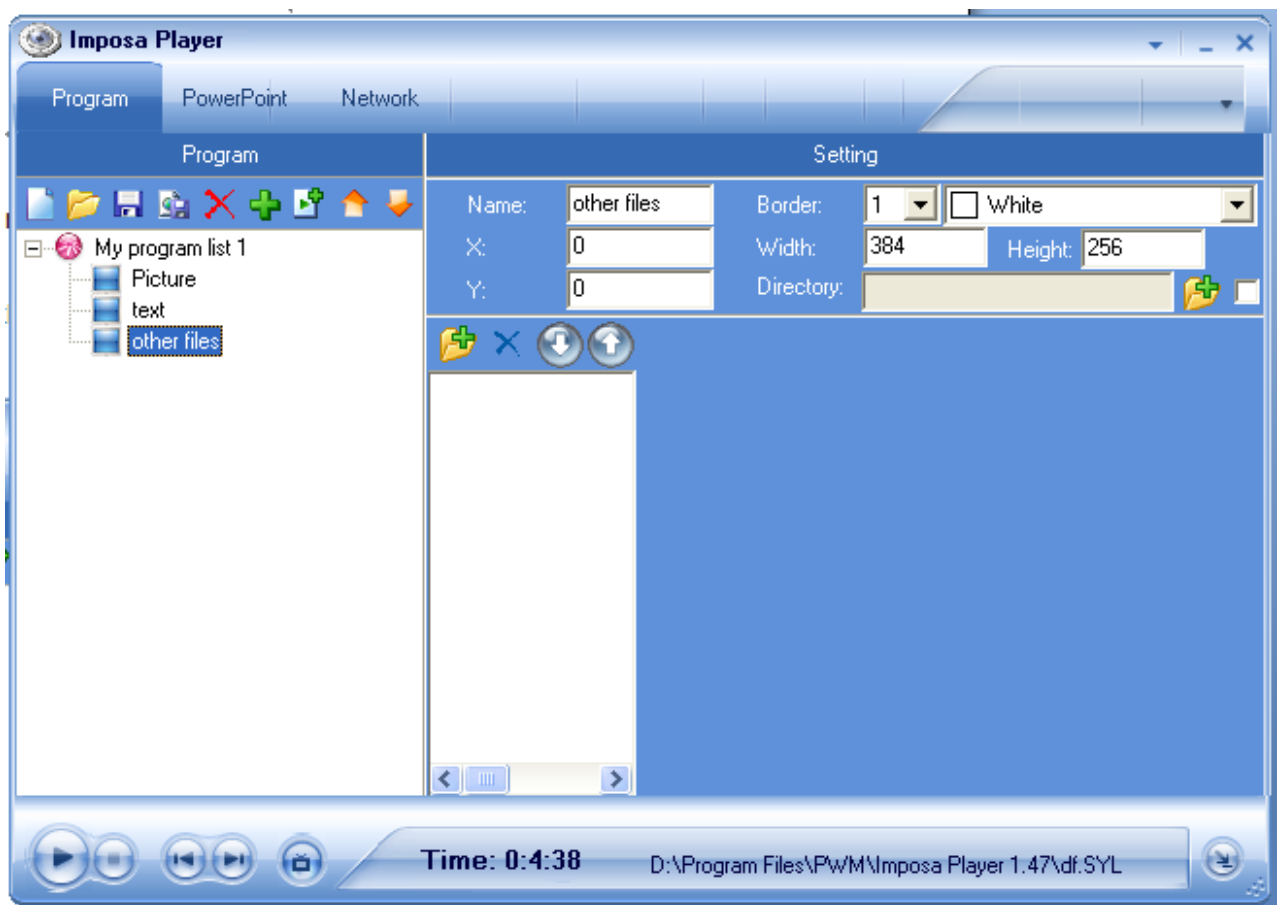 Imposa Player
Program PowerPoint Network
Program
Setting
Name: other files Border: 1 White
X: 0 Width: 384 Height: 256
Y: 0 Directory:
My program list 1
Picture
text
other files
Time: 0:4:38 D:\Program Files\PWM\Imposa Player 1.47\df.SYL